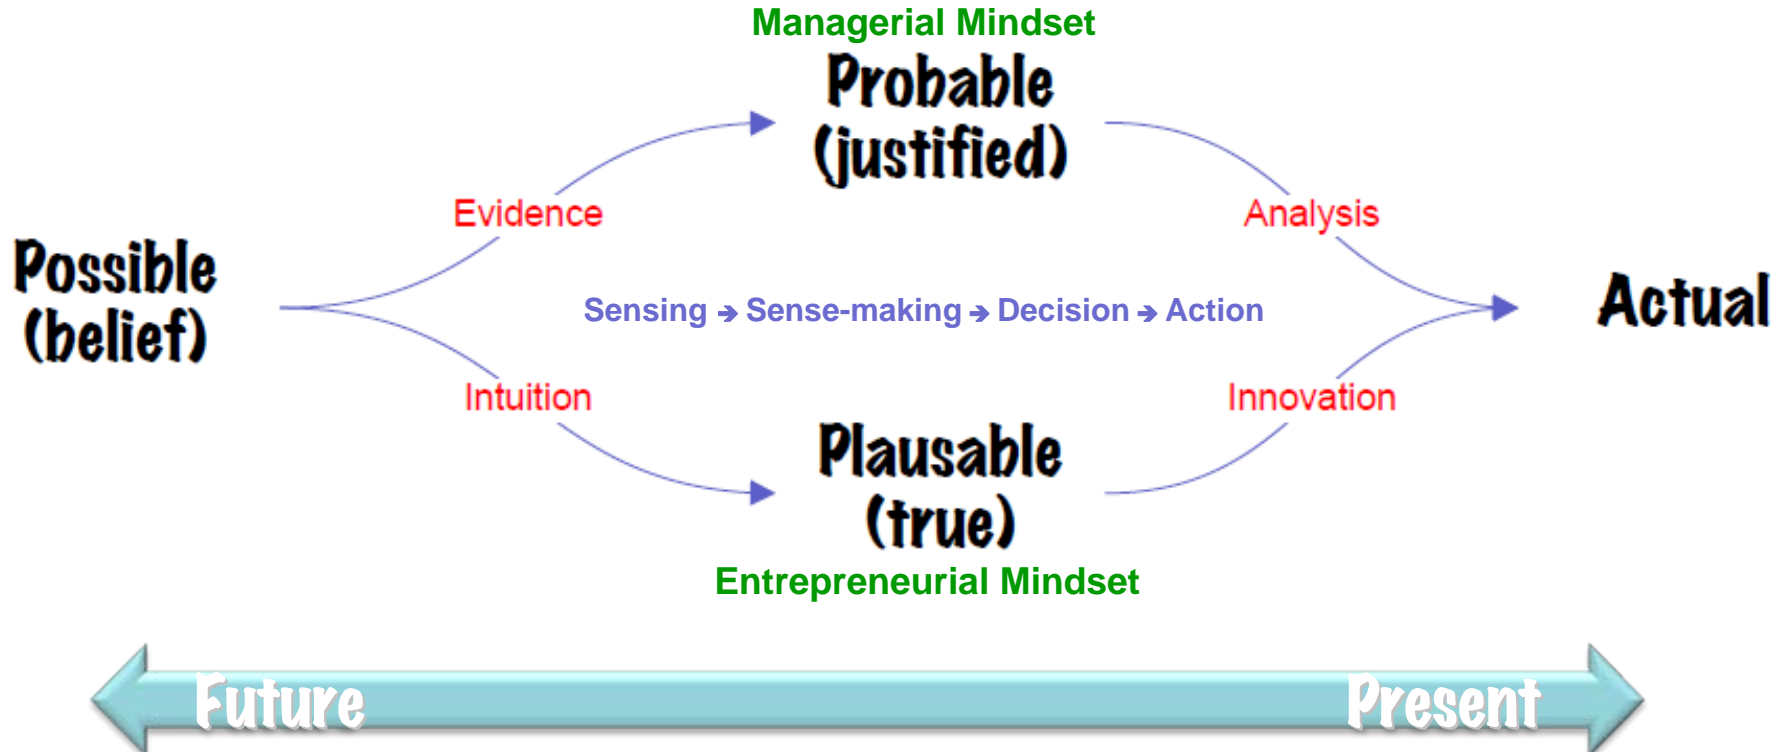 Managerial Mindset
Probable
(justified)
Evidence
Analysis
Possible
(belief)
Sensing → Sense-making → Decision → Action
Actual
Intuition
Innovation
Plausable
(true)
Entrepreneurial Mindset
Future
Present